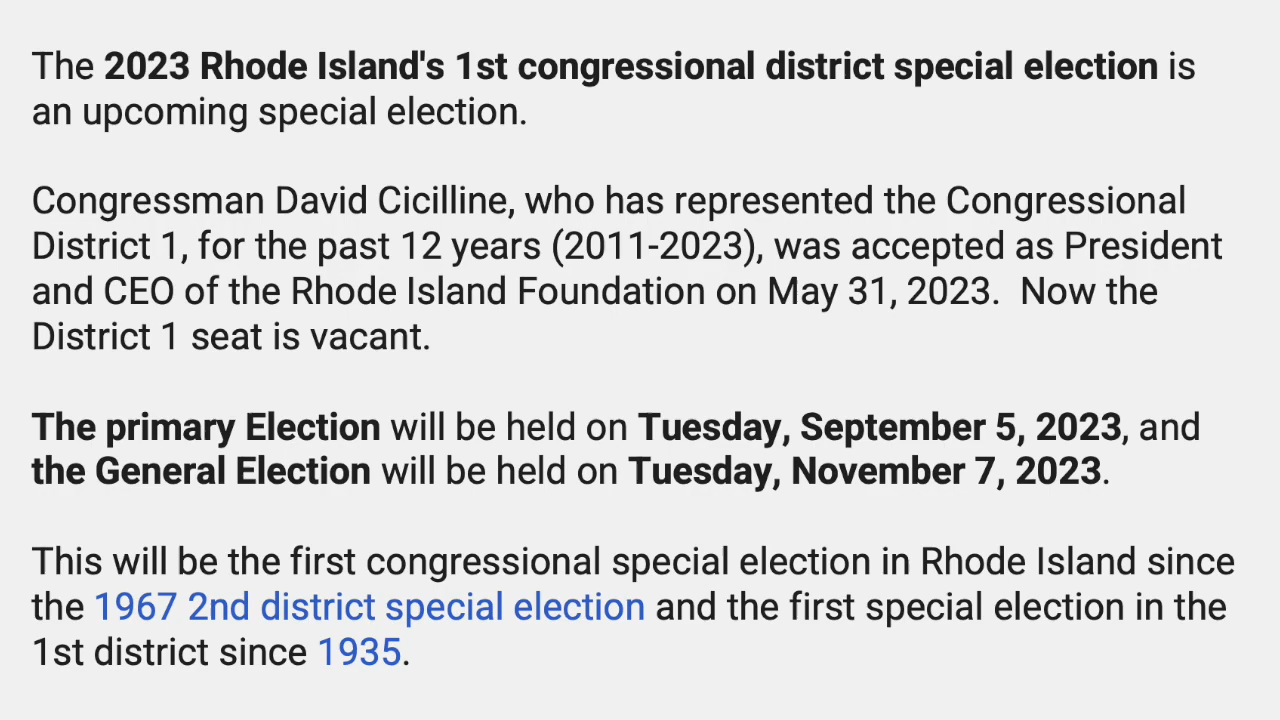 The 2023 Rhode Island's 1st congressional district special election is
an upcoming special election.
Congressman David Cicilline, who has represented the Congressional
District 1, for the past 12 years (2011-2023), was accepted as President
and CEO of the Rhode Island Foundation on May 31, 2023.  Now the
District 1 seat is vacant.
The primary Election will be held on Tuesday, September 5, 2023, and
the General Election will be held on Tuesday, November 7, 2023.
This will be the first congressional special election in Rhode Island since
the 1967 2nd district special election and the first special election in the
1st district since 1935.